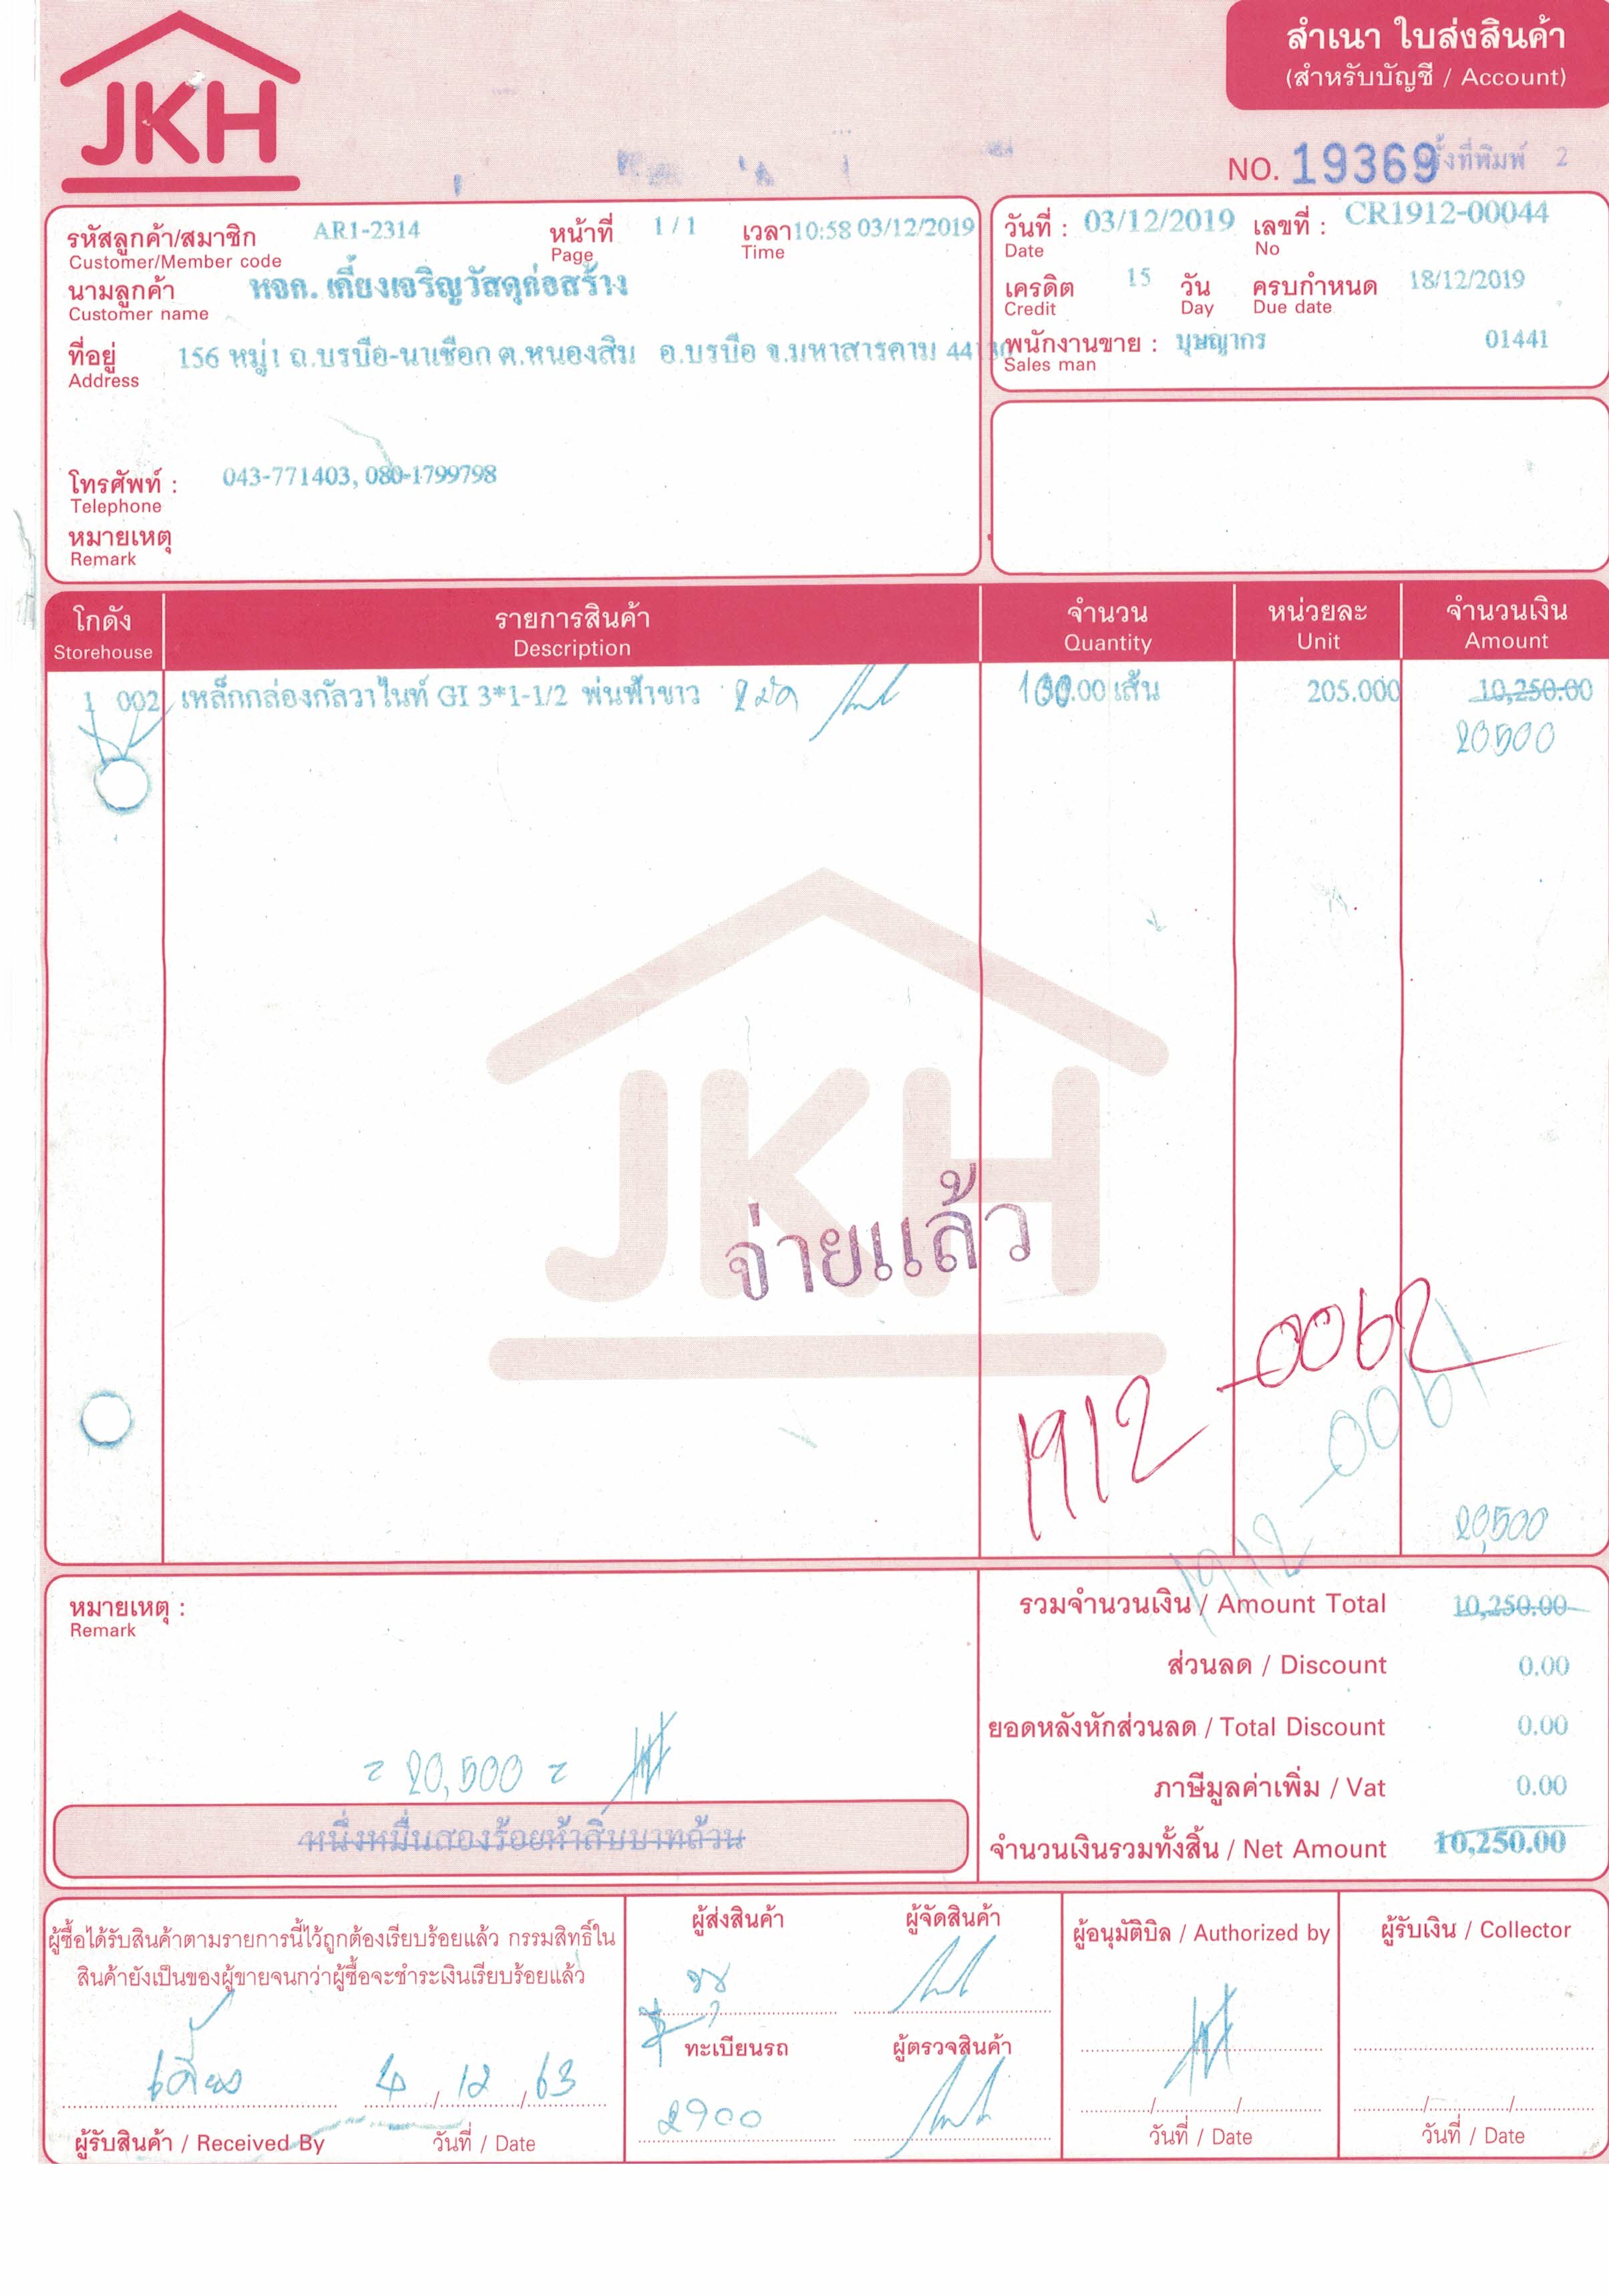 JKH
สำเนา ใบส่งสินค้า
(สำหรับบัญชี / Account)
NO. 19369 ครั้งที่พิมพ์ 2
รหัสลูกค้า/สมาชิก AR1-2314 หน้าที่ 1 / 1 เวลา 10:58 03/12/2019
Customer/Member code Page Time
นามลูกค้า หจก. เคี้ยงเจริญวัสดุก่อสร้าง
Customer name
ที่อยู่ 156 หมู่1 ถ.บรบือ-นาเชือก ต.หนองสิม อ.บรบือ จ.มหาสารคาม 44130
Address
โทรศัพท์ : 043-771403, 080-1799798
Telephone
หมายเหตุ
Remark
วันที่ : 03/12/2019 เลขที่ : CR1912-00044
Date No
เครดิต 15 วัน ครบกำหนด 18/12/2019
Credit Day Due date
พนักงานขาย : บุษญากร 01441
Sales man
โกดัง รายการสินค้า จำนวน หน่วยละ จำนวนเงิน
Storehouse Description Quantity Unit Amount
1 002 เหล็กกล่องกัลวาไนท์ GI 3*1-1/2 พ่นฟ้าขาว 2 มัด 100.00 เส้น 205.000 10,250.00
20500
JKH
จ่ายแล้ว
1912-0062
1912-0061
20,500
หมายเหตุ :
Remark
= 20,500 =
หนึ่งหมื่นสองร้อยห้าสิบบาทถ้วน
รวมจำนวนเงิน / Amount Total 10,250.00
ส่วนลด / Discount 0.00
ยอดหลังหักส่วนลด / Total Discount 0.00
ภาษีมูลค่าเพิ่ม / Vat 0.00
จำนวนเงินรวมทั้งสิ้น / Net Amount 10,250.00
ผู้ซื้อได้รับสินค้าตามรายการนี้ไว้ถูกต้องเรียบร้อยแล้ว กรรมสิทธิ์ใน
สินค้ายังเป็นของผู้ขายจนกว่าผู้ซื้อจะชำระเงินเรียบร้อยแล้ว
เคี้ยง 4 / 12 / 63
ผู้รับสินค้า / Received By วันที่ / Date
ผู้ส่งสินค้า ผู้จัดสินค้า
ทะเบียนรถ ผู้ตรวจสินค้า
2900
ผู้อนุมัติบิล / Authorized by
วันที่ / Date
ผู้รับเงิน / Collector
วันที่ / Date